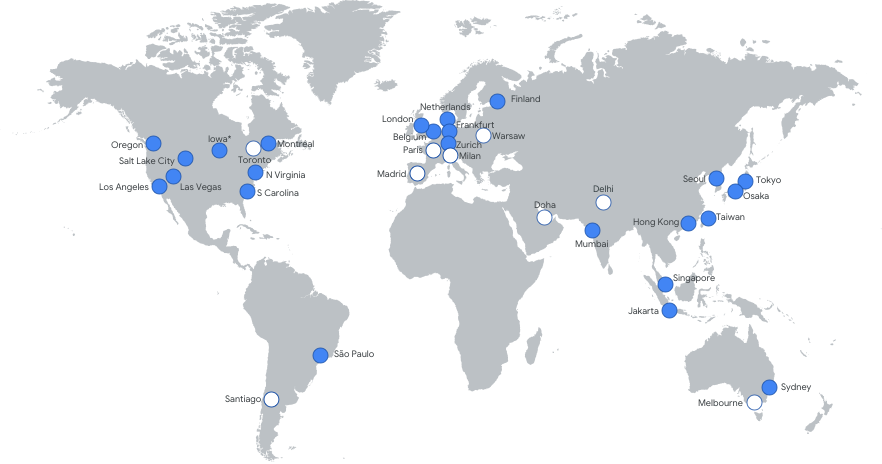 Finland
Netherlands
London
Frankfurt
Belgium
Warsaw
Oregon
Iowa*
Montréal
Zurich
Paris
Milan
Salt Lake City
Toronto
Madrid
N Virginia
Los Angeles
Las Vegas
S Carolina
Seoul
Tokyo
Delhi
Osaka
Doha
Hong Kong
Taiwan
Mumbai
Singapore
Jakarta
São Paulo
Sydney
Santiago
Melbourne